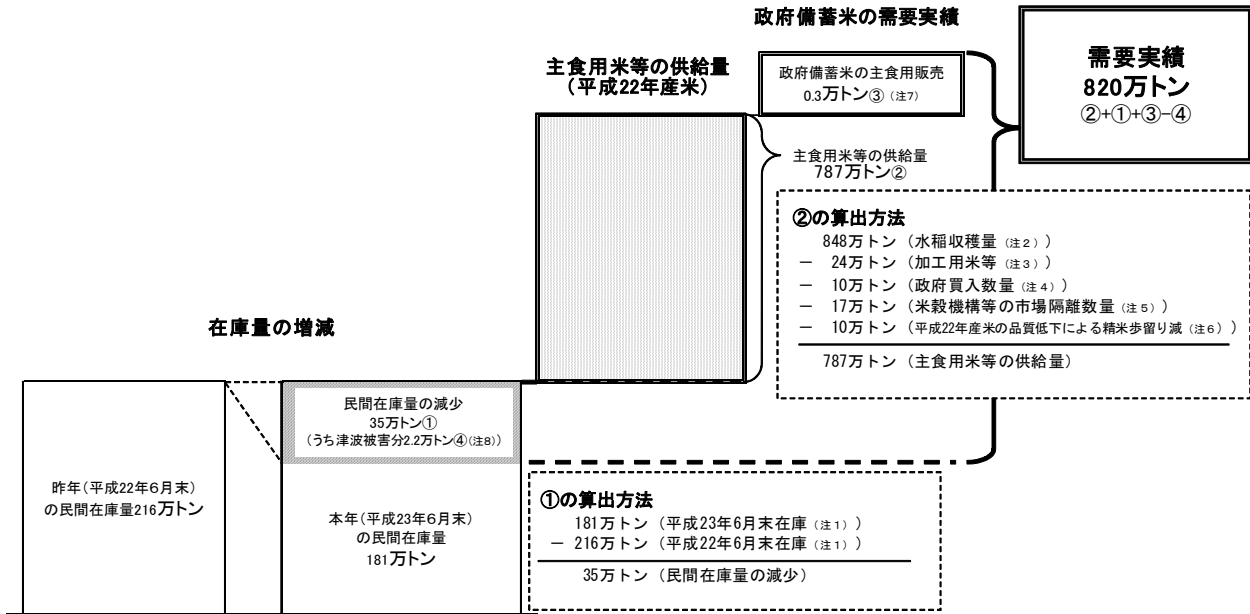 政府備蓄米の需要実績
需要実績
820万トン
②+①+③-④
主食用米等の供給量
（平成22年産米）
政府備蓄米の主食用販売
0.3万トン③（注7）
主食用米等の供給量
787万トン②
②の算出方法
848万トン（水稲収穫量（注２））
－ 24万トン（加工用米等（注３））
－ 10万トン（政府買入数量（注４））
－ 17万トン（米穀機構等の市場隔離数量（注５））
－ 10万トン（平成22年産米の品質低下による精米歩留り減（注６））
787万トン（主食用米等の供給量）
在庫量の増減
民間在庫量の減少
35万トン①
（うち津波被害分2.2万トン④（注8））
昨年（平成22年６月末）
の民間在庫量216万トン
本年（平成23年６月末）
の民間在庫量
181万トン
①の算出方法
181万トン（平成23年６月末在庫（注１））
－ 216万トン（平成22年６月末在庫（注１））
35万トン（民間在庫量の減少）